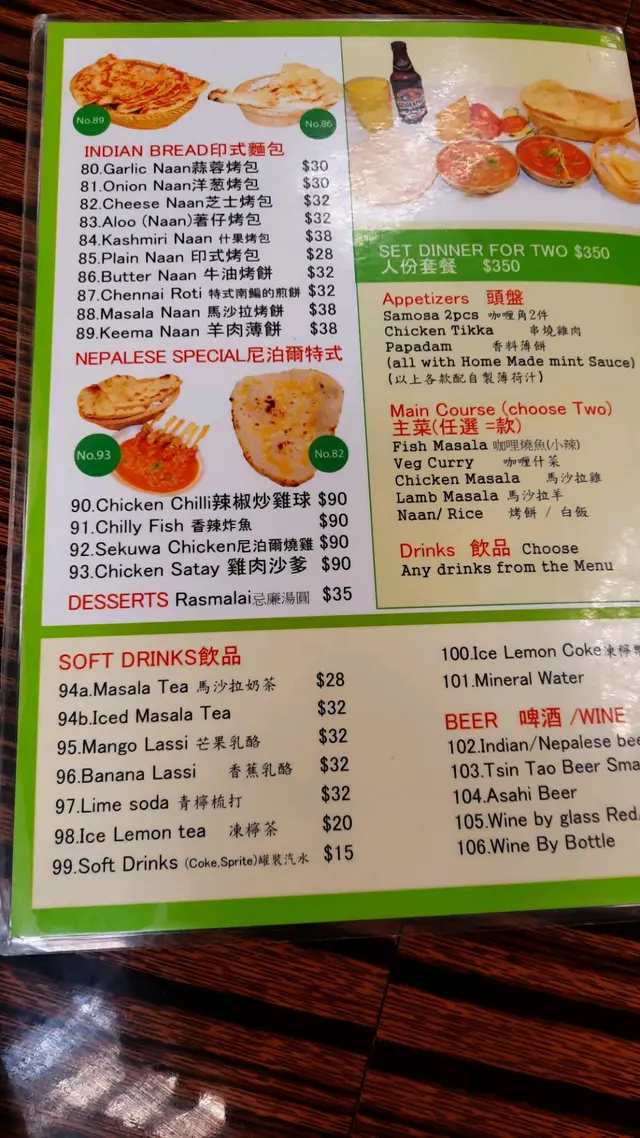 No.89
No.86
INDIAN BREAD印式麵包
80.Garlic Naan蒜蓉烤包 $30
81.Onion Naan洋葱烤包 $30
82.Cheese Naan芝士烤包 $32
83.Aloo (Naan)薯仔烤包 $32
84.Kashmiri Naan 什果烤包 $38
85.Plain Naan 印式烤包 $28
86.Butter Naan 牛油烤餅 $32
87.Chennai Roti 特式南鯿的煎餅 $32
88.Masala Naan 馬沙拉烤餅 $38
89.Keema Naan 羊肉薄餅 $38
NEPALESE SPECIAL尼泊爾特式
No.93
No.82
90.Chicken Chilli辣椒炒雞球 $90
91.Chilly Fish 香辣炸魚 $90
92.Sekuwa Chicken尼泊爾燒雞 $90
93.Chicken Satay 雞肉沙爹 $90
DESSERTS Rasmalai忌廉湯圓 $35
SET DINNER FOR TWO $350
人份套餐 $350
Appetizers 頭盤
Samosa 2pcs 咖喱角2件
Chicken Tikka 串燒雞肉
Papadam 香料薄餅
(all with Home Made mint Sauce)
(以上各款配自製薄荷汁)
Main Course (choose Two)
主菜(任選 =款)
Fish Masala 咖哩燒魚(小辣)
Veg Curry 咖喱什菜
Chicken Masala 馬沙拉雞
Lamb Masala 馬沙拉羊
Naan/ Rice 烤餅 / 白飯
Drinks 飲品 Choose
Any drinks from the Menu
SOFT DRINKS飲品
94a.Masala Tea 馬沙拉奶茶 $28
94b.Iced Masala Tea $32
95.Mango Lassi 芒果乳酪 $32
96.Banana Lassi 香蕉乳酪 $32
97.Lime soda 青檸梳打 $32
98.Ice Lemon tea 凍檸茶 $20
99.Soft Drinks (Coke,Sprite)罐裝汽水 $15
100.Ice Lemon Coke凍檸
101.Mineral Water
BEER 啤酒 /WINE
102.Indian/Nepalese bee
103.Tsin Tao Beer Sma
104.Asahi Beer
105.Wine by glass Red
106.Wine By Bottle